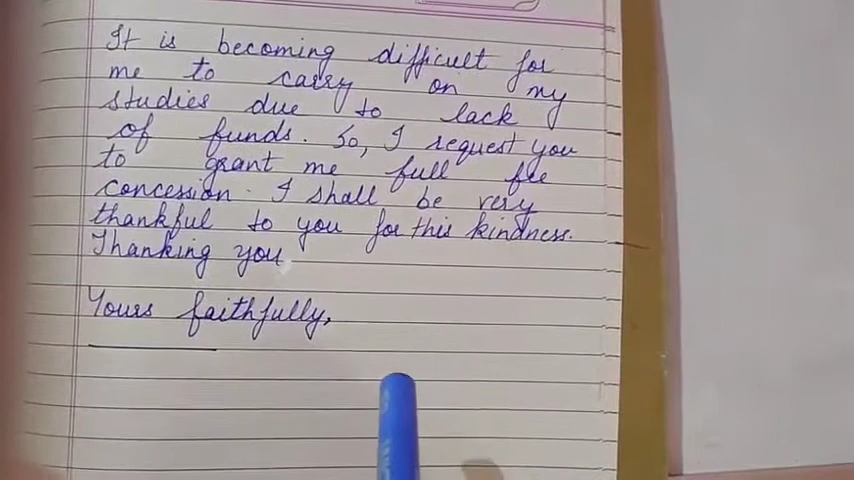 It is becoming difficult for
me to carry on my
studies due to lack
of funds. So, I request you
to grant me full fee
concession. I shall be very
thankful to you for this kindness.
Thanking you
Yours faithfully,